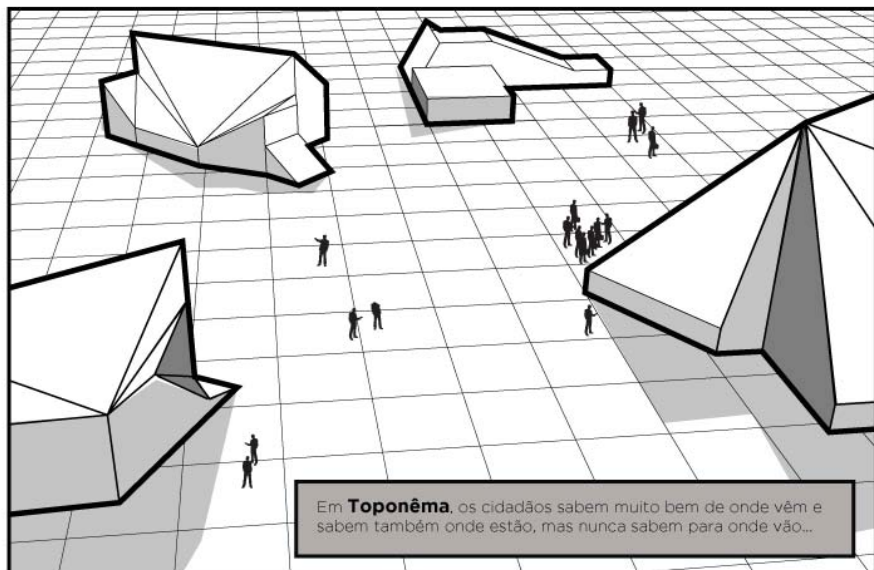 Em Toponêma, os cidadãos sabem muito bem de onde vêm e
sabem também onde estão, mas nunca sabem para onde vão...